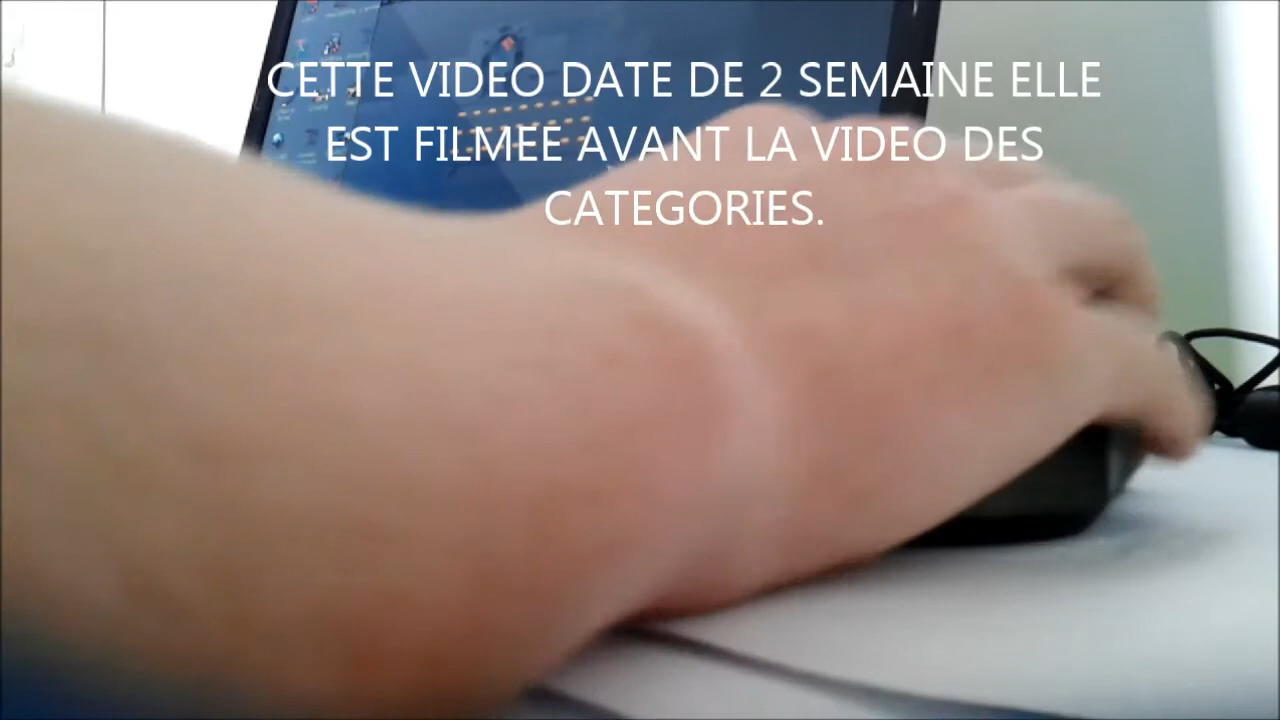 CETTE VIDEO DATE DE 2 SEMAINE ELLE
EST FILMEE AVANT LA VIDEO DES
CATEGORIES.